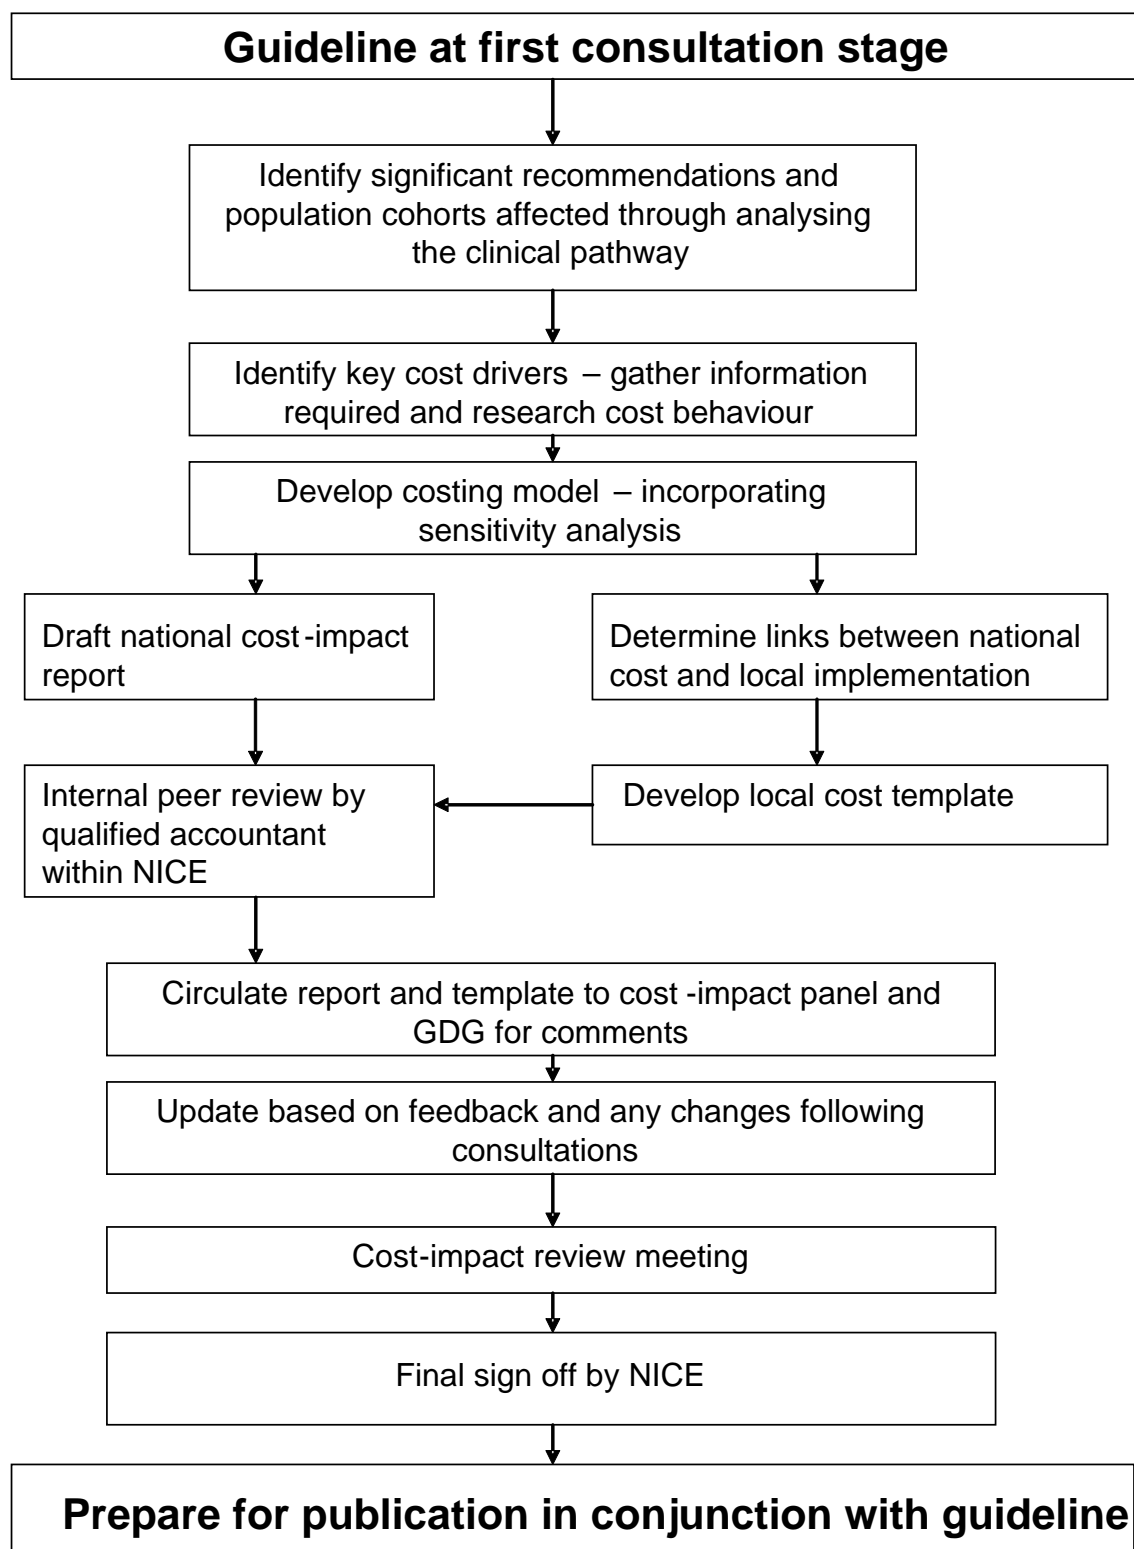 Guideline at first consultation stage
Identify significant recommendations and
population cohorts affected through analysing
the clinical pathway
Identify key cost drivers – gather information
required and research cost behaviour
Develop costing model – incorporating
sensitivity analysis
Draft national cost-impact
report
Determine links between national
cost and local implementation
Internal peer review by
qualified accountant
within NICE
Develop local cost template
Circulate report and template to cost-impact panel and
GDG for comments
Update based on feedback and any changes following
consultations
Cost-impact review meeting
Final sign off by NICE
Prepare for publication in conjunction with guideline